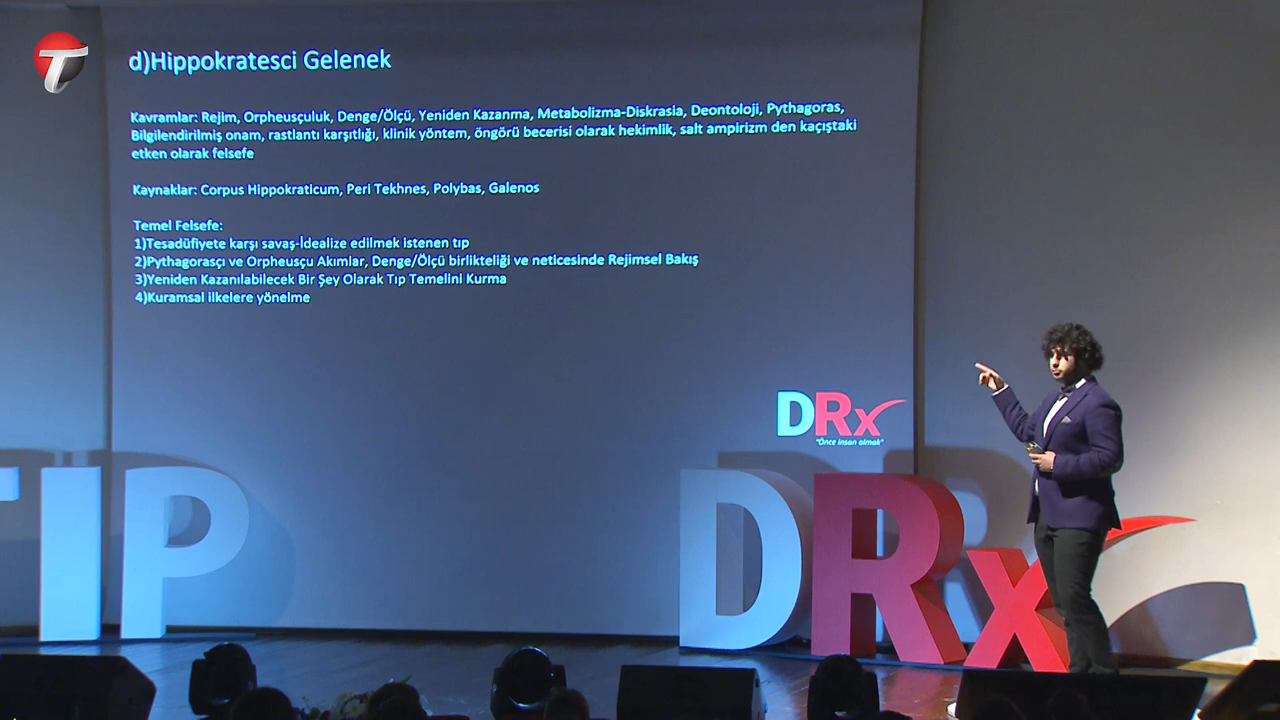 T
d)Hippokratesci Gelenek
Kavramlar: Rejim, Orpheusçuluk, Denge/Ölçü, Yeniden Kazanma, Metabolizma-Diskrasia, Deontoloji, Pythagoras,
Bilgilendirilmiş onam, rastlantı karşıtlığı, klinik yöntem, öngörü becerisi olarak hekimlik, salt ampirizm den kaçıştaki
etken olarak felsefe
Kaynaklar: Corpus Hippokraticum, Peri Tekhnes, Polybas, Galenos
Temel Felsefe:
1)Tesadüfiyete karşı savaş-İdealize edilmek istenen tıp
2)Pythagorasçı ve Orpheusçu Akımlar, Denge/Ölçü birlikteliği ve neticesinde Rejimsel Bakış
3)Yeniden Kazanılabilecek Bir Şey Olarak Tıp Temelini Kurma
4)Kuramsal ilkelere yönelme
DRx
"Önce insan olmak"
TIP
DRx